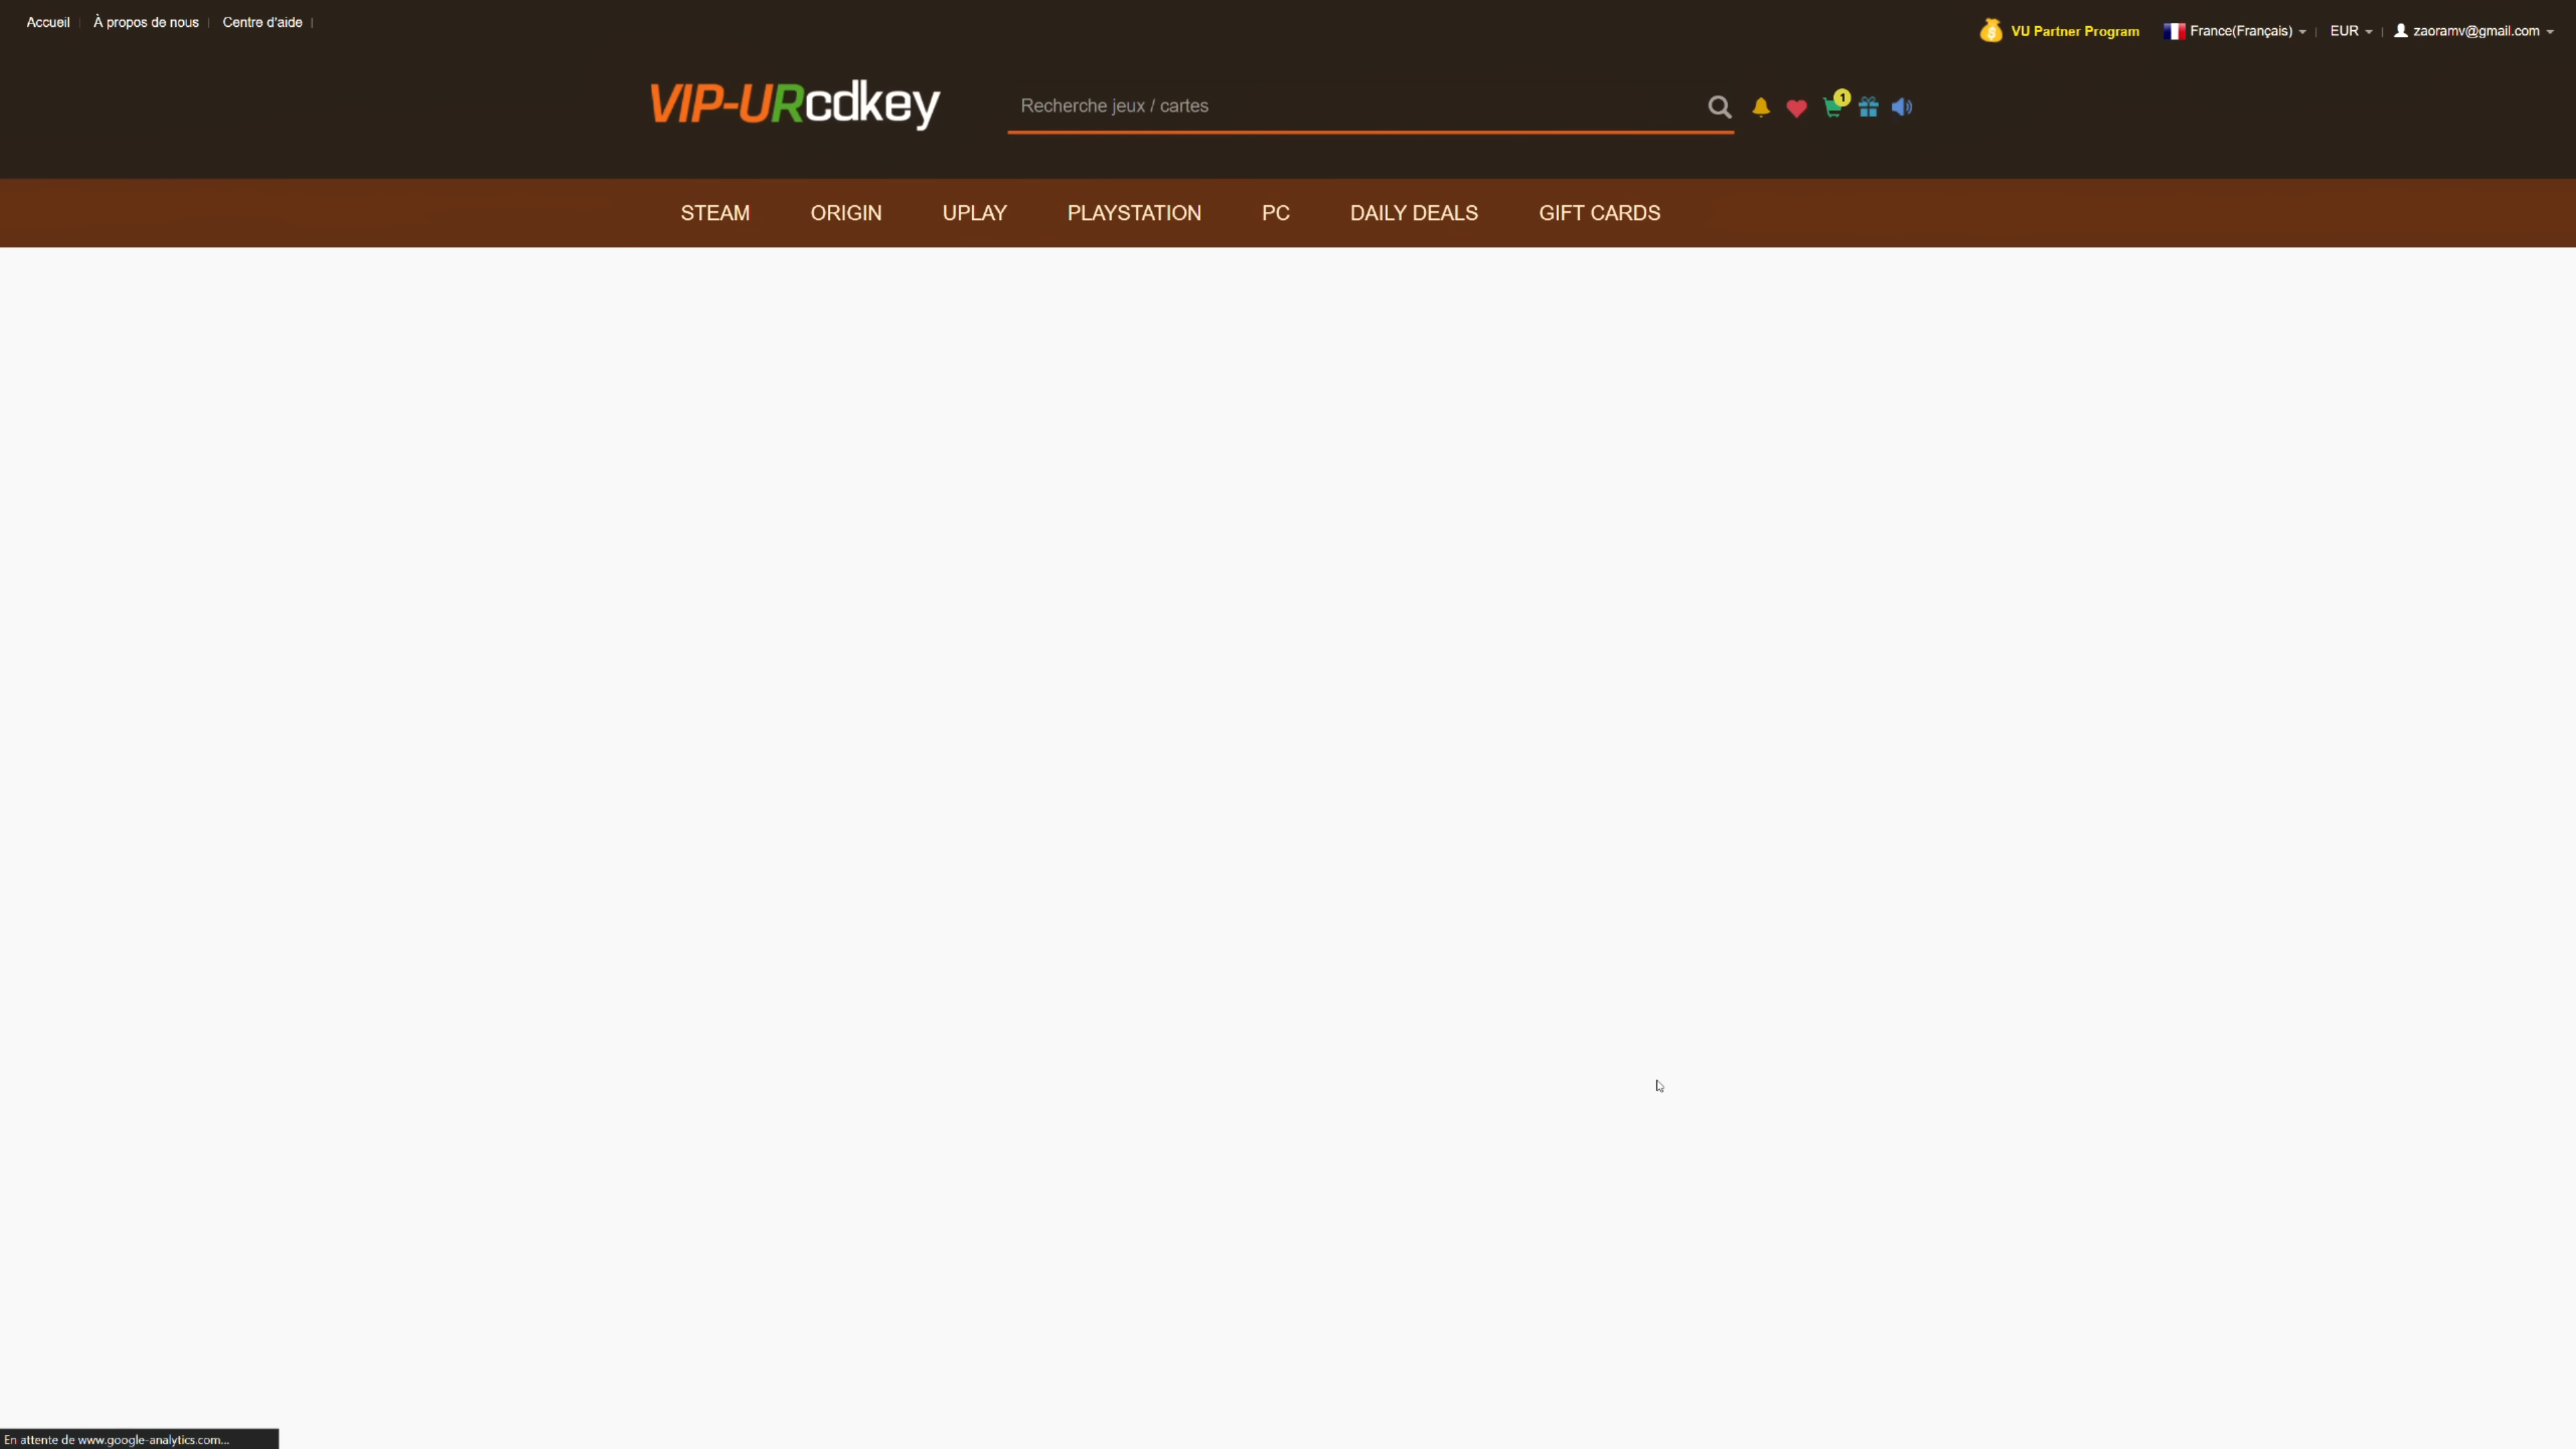 Accueil | À propos de nous | Centre d'aide |
VU Partner Program France(Français) | EUR | zaoramv@gmail.com
VIP-URcdkey
Recherche jeux / cartes
1
STEAM ORIGIN UPLAY PLAYSTATION PC DAILY DEALS GIFT CARDS
En attente de www.google-analytics.com...